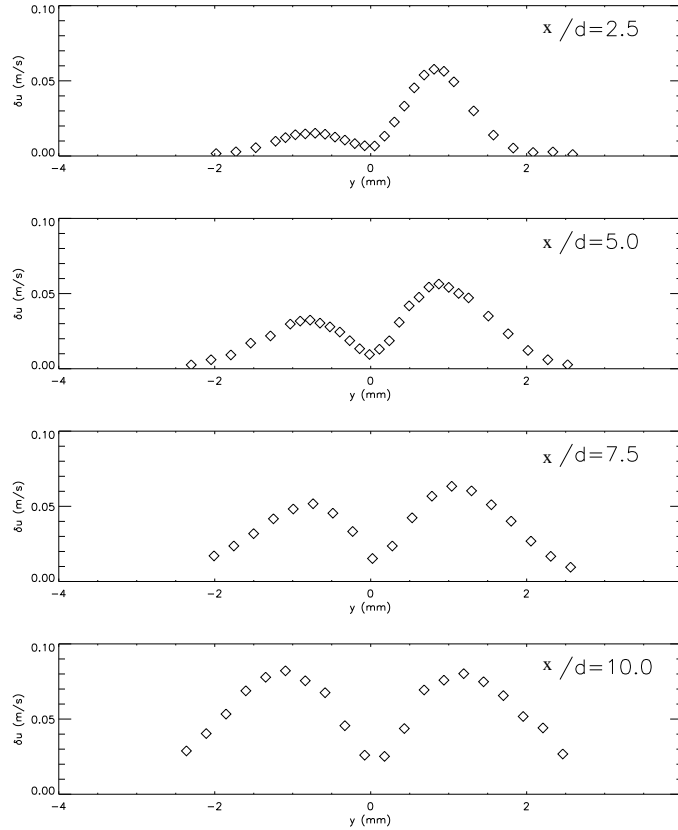 0.10
x /d=2.5
δu (m/s)
0.05
0.00
−4 −2 0 2
y (mm)
0.10
x /d=5.0
δu (m/s)
0.05
0.00
−4 −2 0 2
y (mm)
0.10
x /d=7.5
δu (m/s)
0.05
0.00
−4 −2 0 2
y (mm)
0.10
x /d=10.0
δu (m/s)
0.05
0.00
−4 −2 0 2
y (mm)